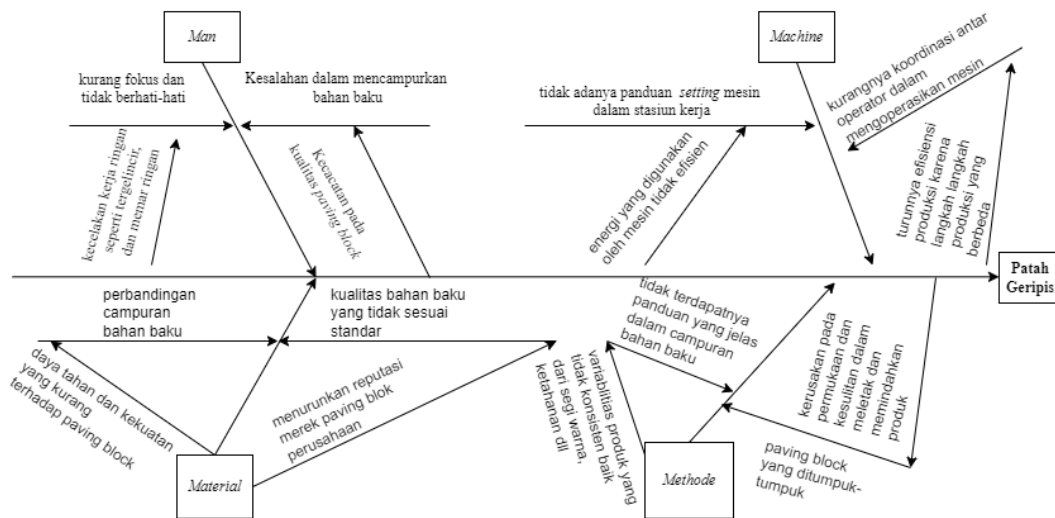 Man
Machine
kurang fokus dan
tidak berhati-hati
Kesalahan dalam mencampurkan
bahan baku
tidak adanya panduan setting mesin
dalam stasiun kerja
kurangnya koordinasi antar
operator dalam
mengoperasikan mesin
kecelakan kerja ringan
seperti tergelincir,
dan memar ringan
Kecacatan pada
kualitas paving block
energi yang digunakan
oleh mesin tidak efisien
turunnya efisiensi
produksi karena
langkah langkah
produksi yang
berbeda
Patah
Geripis
perbandingan
campuran
bahan baku
kualitas bahan baku
yang tidak sesuai
standar
tidak terdapatnya
panduan yang jelas
dalam campuran
bahan baku
daya tahan dan kekuatan
yang kurang
terhadap paving block
menurunkan reputasi
merek paving blok
perusahaan
variablitias produk yang
tidak konsisten baik
dari segi warna,
ketahanan dll
kerusakan pada
permukaan dan
kesulitan dalam
meletak dan
memindahkan
produk
paving block
yang ditumpuk-
tumpuk
Material
Methode